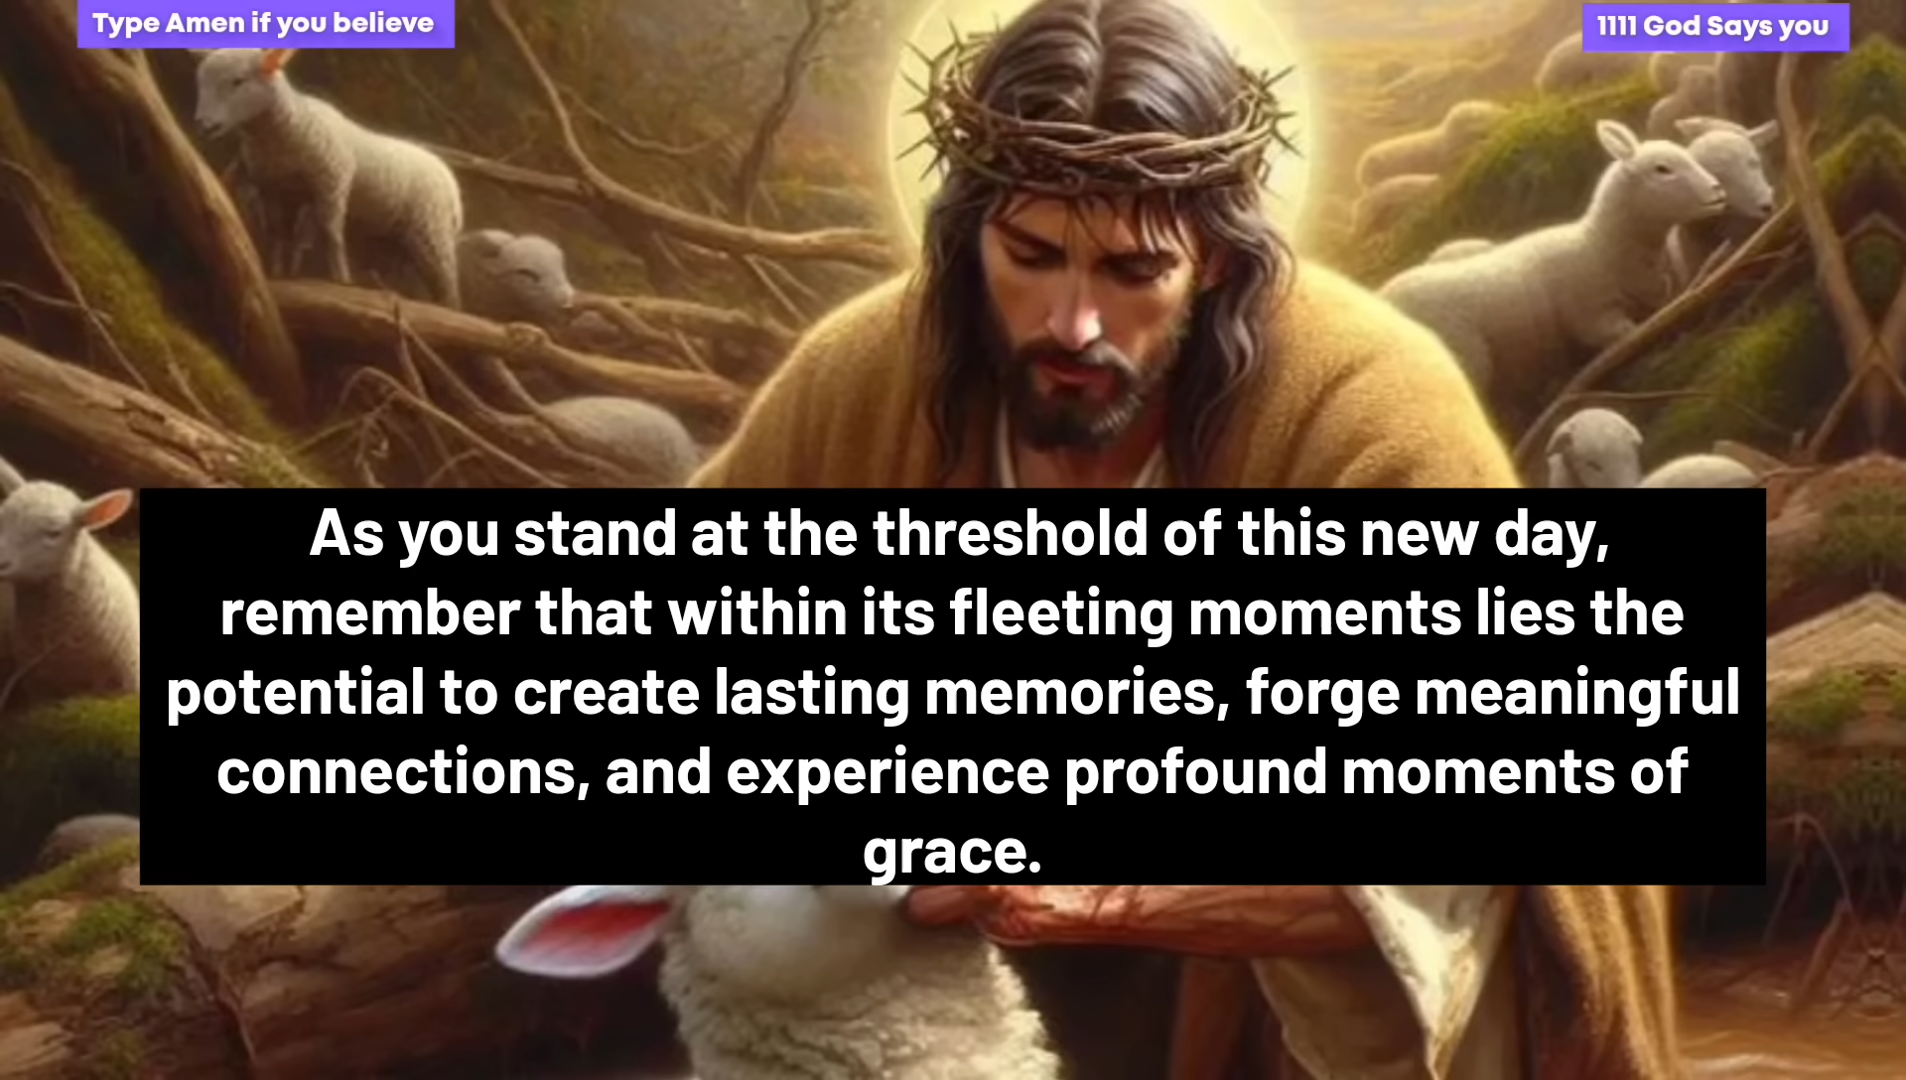 Type Amen if you believe
1111 God Says you
As you stand at the threshold of this new day,
remember that within its fleeting moments lies the
potential to create lasting memories, forge meaningful
connections, and experience profound moments of
grace.